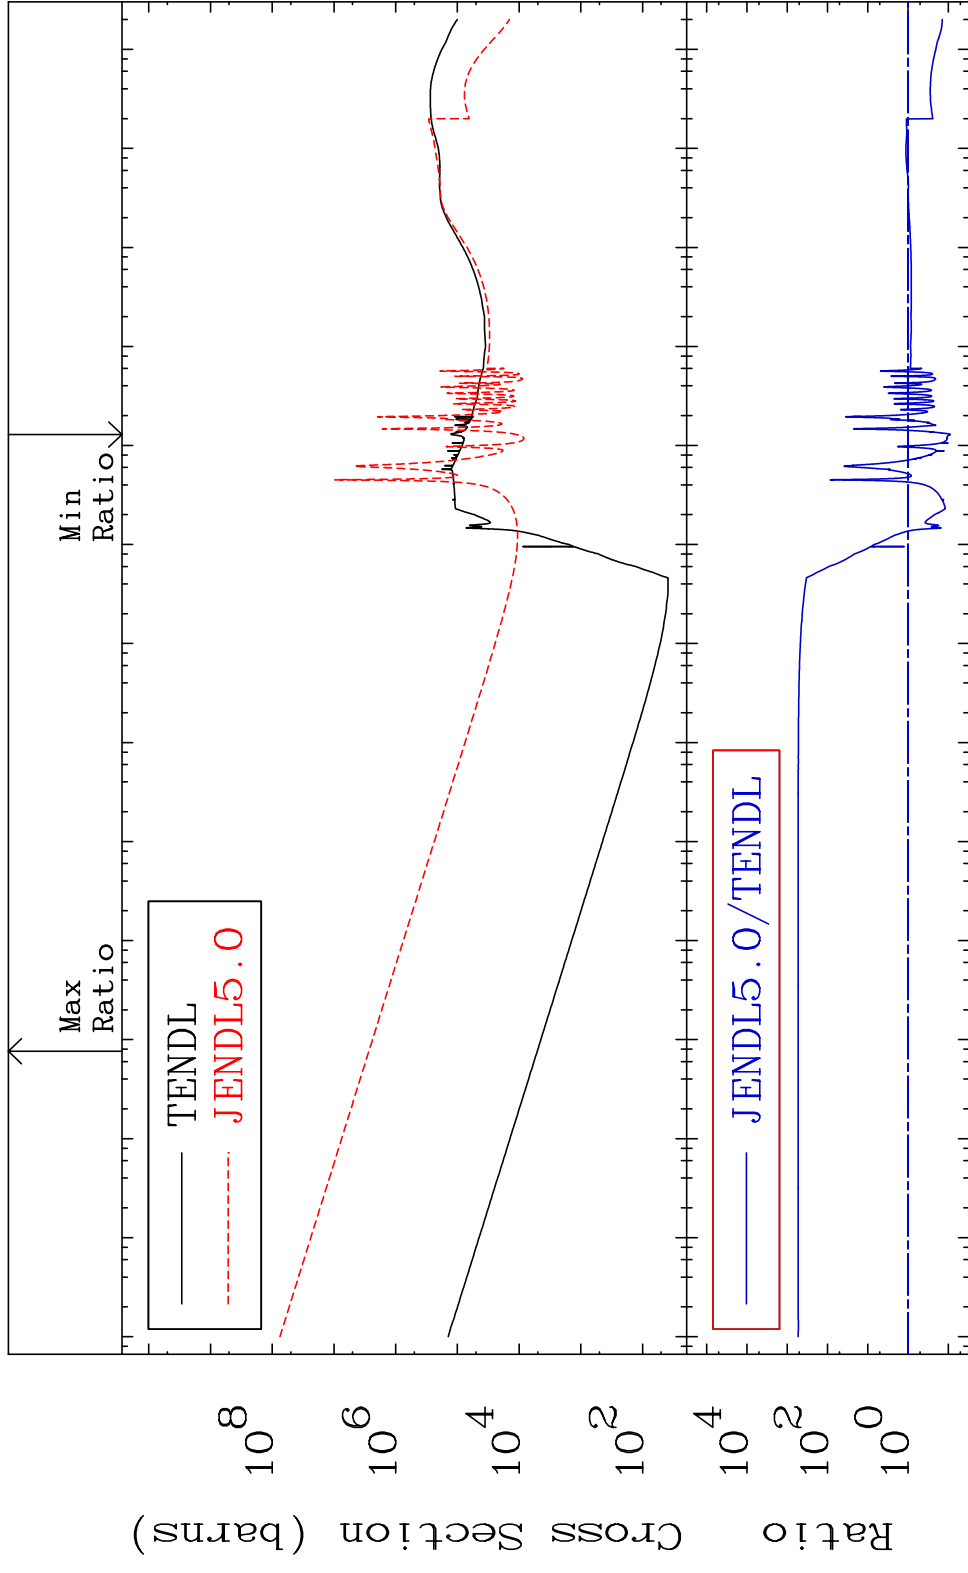 Max
Ratio
Min
Ratio
Cross Section (barns)
10 8
10 6
10 4
10 2
TENDL
JENDL5.0
Ratio
10 4
10 2
10 0
JENDL5.0/TENDL